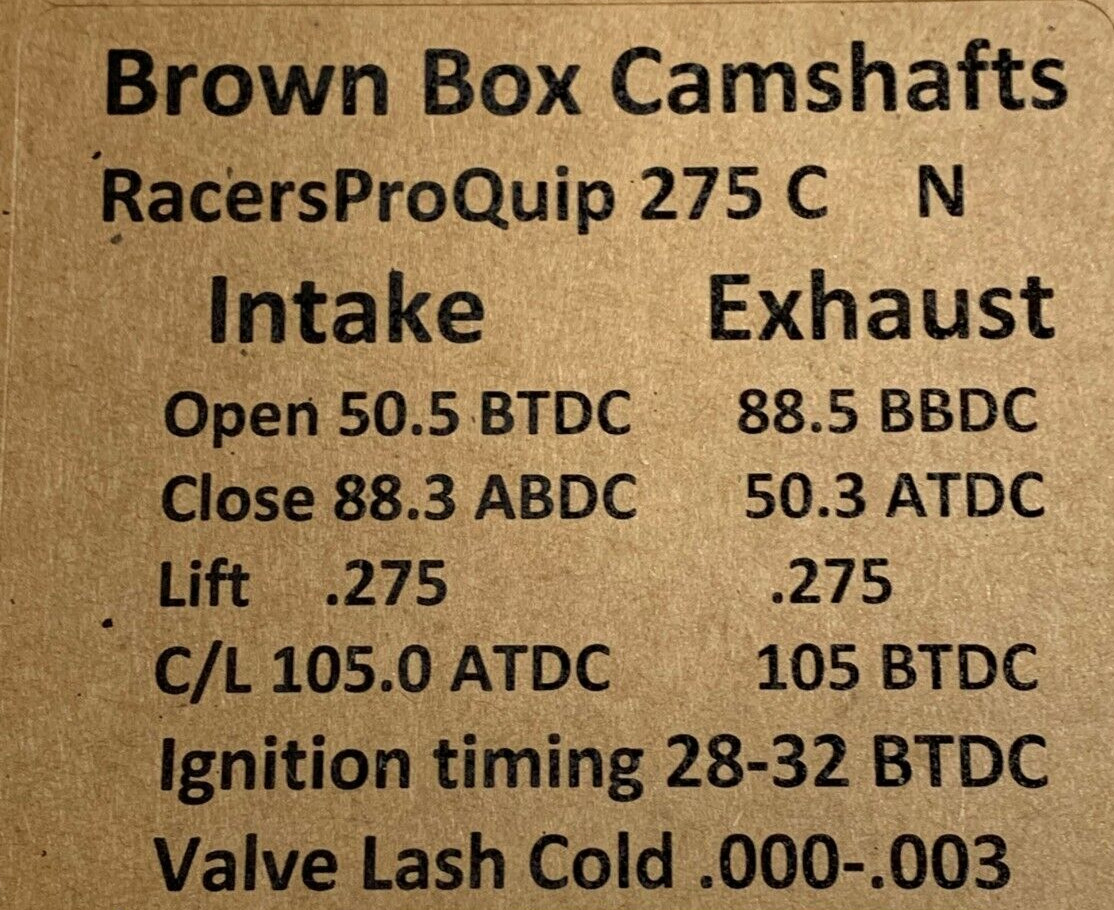 Brown Box Camshafts
RacersProQuip 275 C N
Intake Exhaust
Open 50.5 BTDC 88.5 BBDC
Close 88.3 ABDC 50.3 ATDC
Lift .275 .275
C/L 105.0 ATDC 105 BTDC
Ignition timing 28-32 BTDC
Valve Lash Cold .000-.003